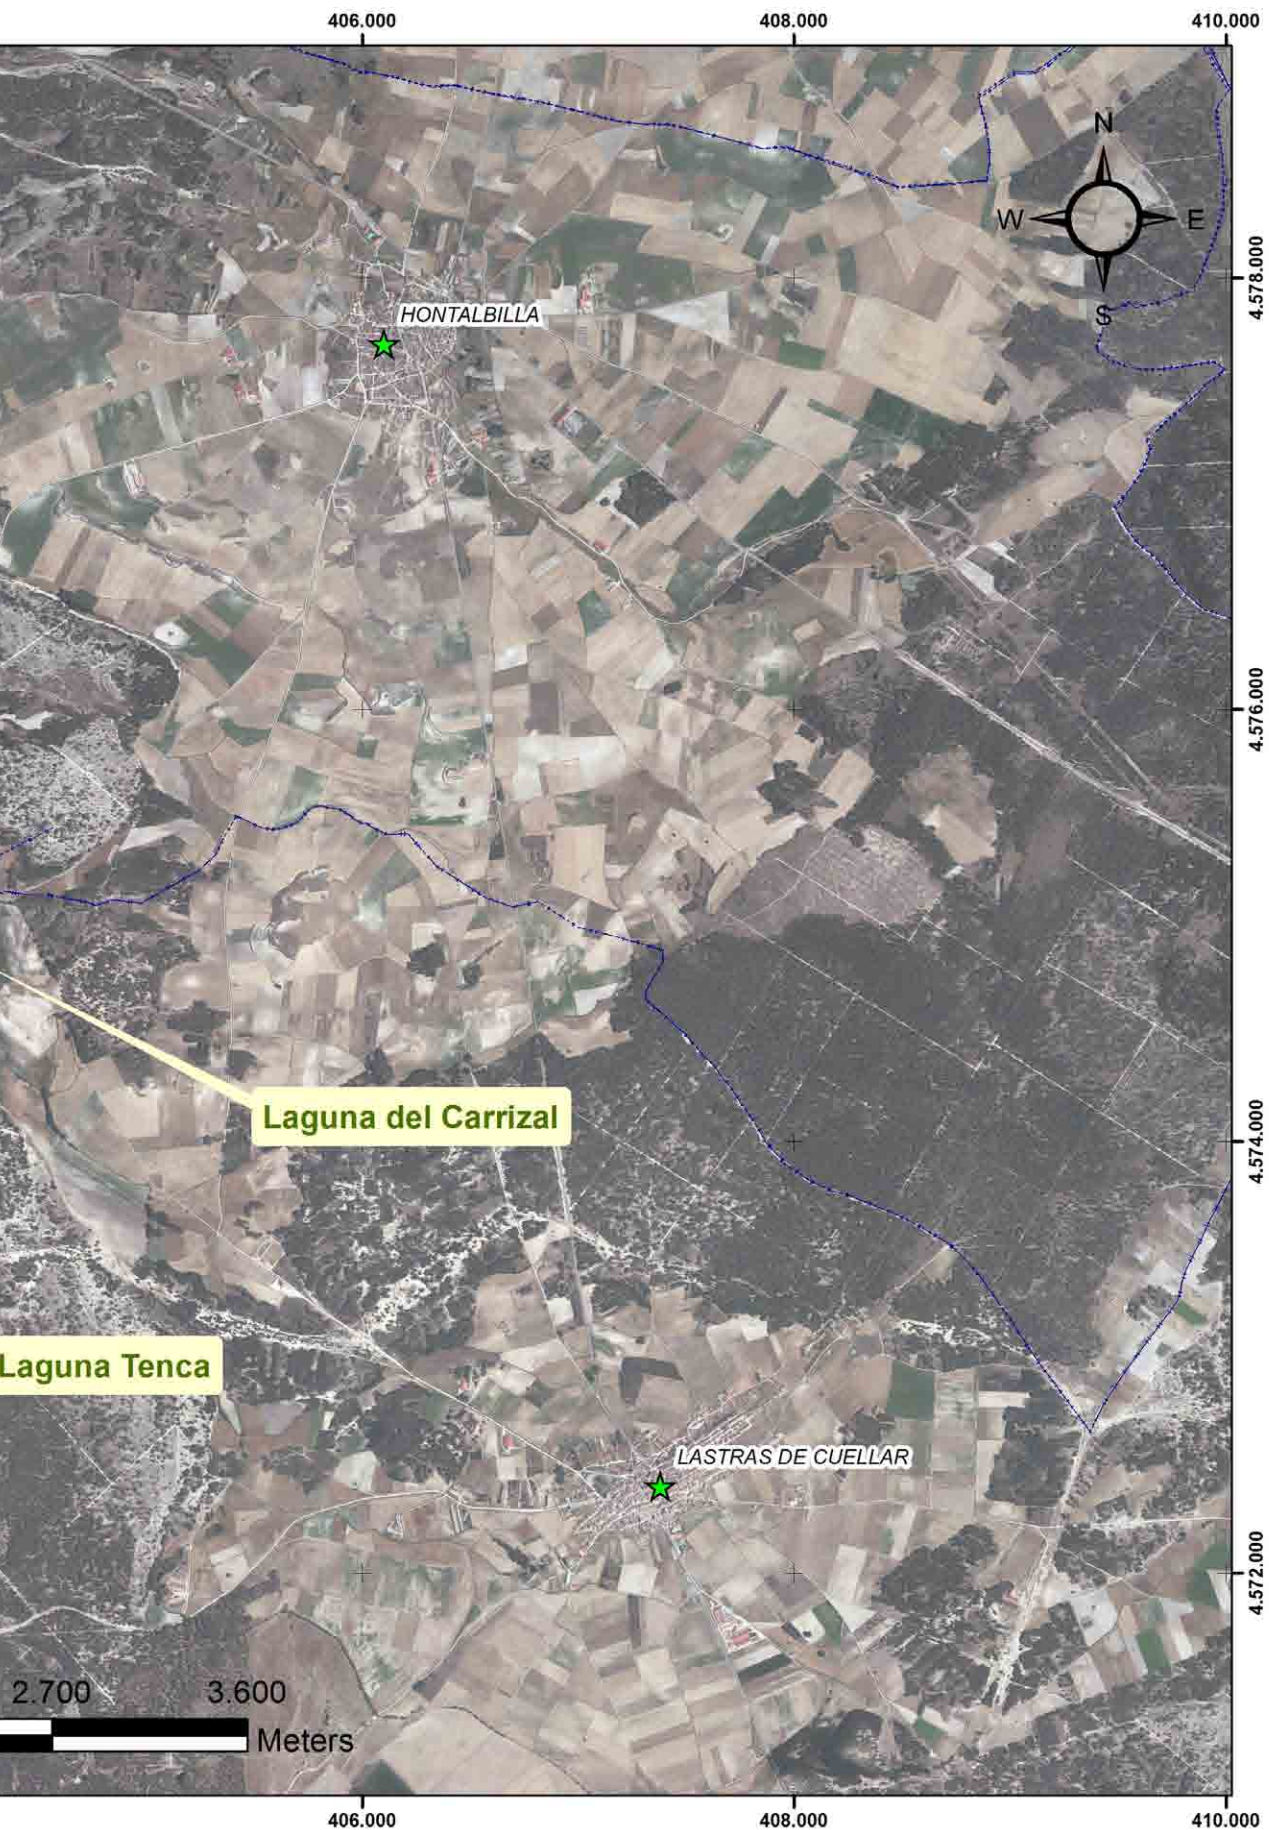 406.000
408.000
410.000
N
W
E
S
4.578.000
HONTALBILLA
4.576.000
Laguna del Carrizal
4.574.000
Laguna Tenca
LASTRAS DE CUELLAR
4.572.000
2.700
3.600
Meters
406.000
408.000
410.000